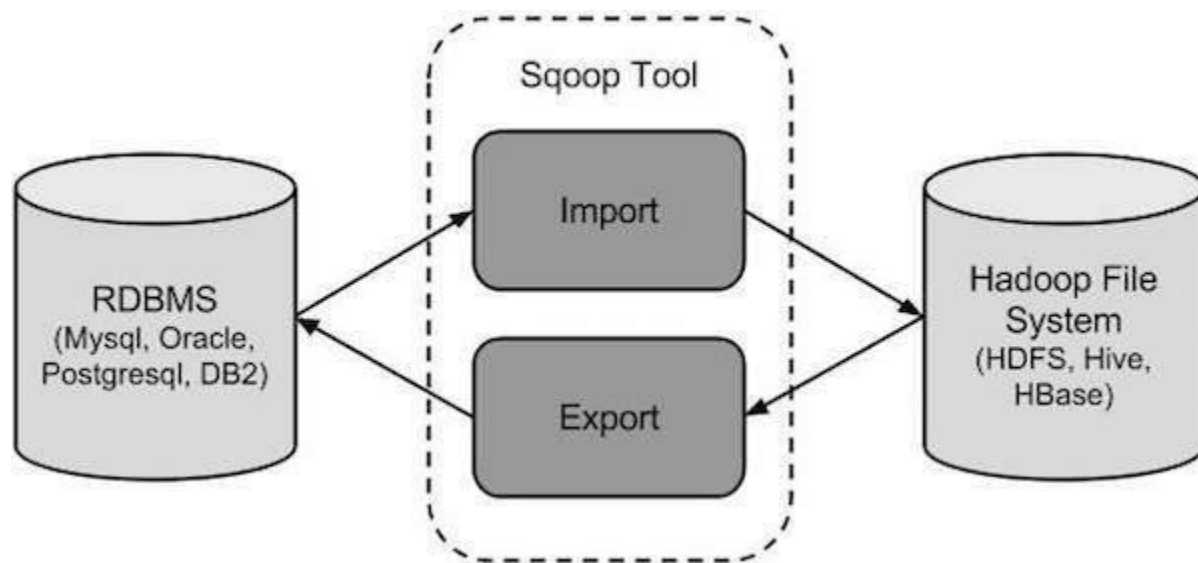 Sqoop Tool
Import
RDBMS
(Mysql, Oracle,
Postgresql, DB2)
Hadoop File
System
(HDFS, Hive,
HBase)
Export